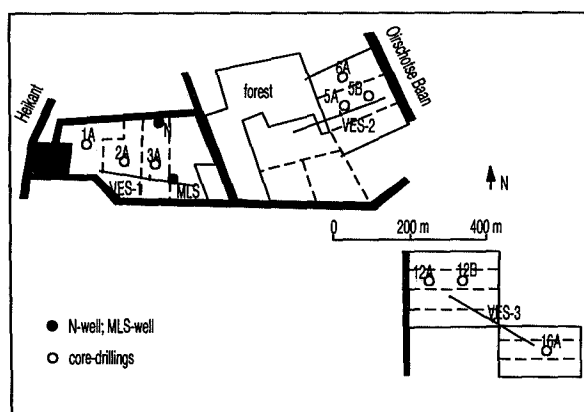 Heikant
Oirschotse Baan
forest
6A
5A
5B
VES-2
1A
2A
3A
N
VES-1
MLS
N
0 200 m 400 m
12A
12B
VES-3
16A
N-well; MLS-well
core-drillings